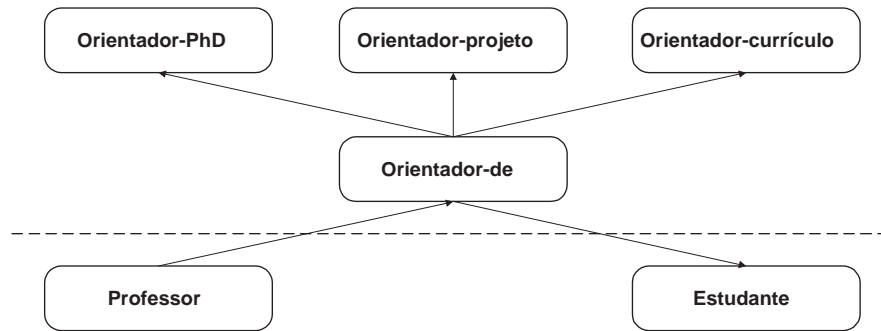 Orientador-PhD
Orientador-projeto
Orientador-currículo
Orientador-de
Professor
Estudante